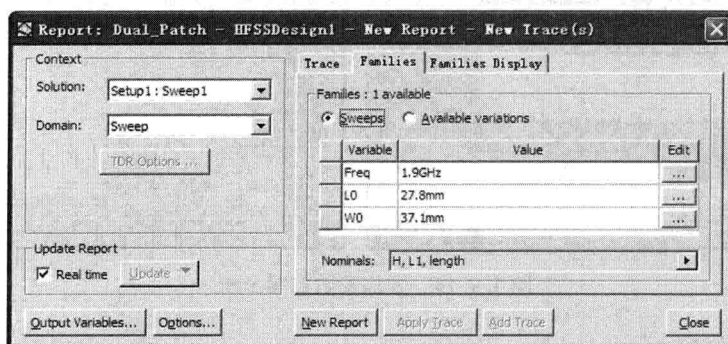 Report: Dual_Patch - HFSSDesign1 - New Report - New Trace(s)
Context
Solution: Setup1 : Sweep1
Domain: Sweep
TDR Options ...
Update Report
Real time Update
Output Variables... Options...
Trace Families Families Display
Families : 1 available
Sweeps Available variations
Variable Value Edit
Freq 1.9GHz ...
L0 27.8mm ...
W0 37.1mm ...
Nominals: H, L1, length
New Report Apply Trace Add Trace Close